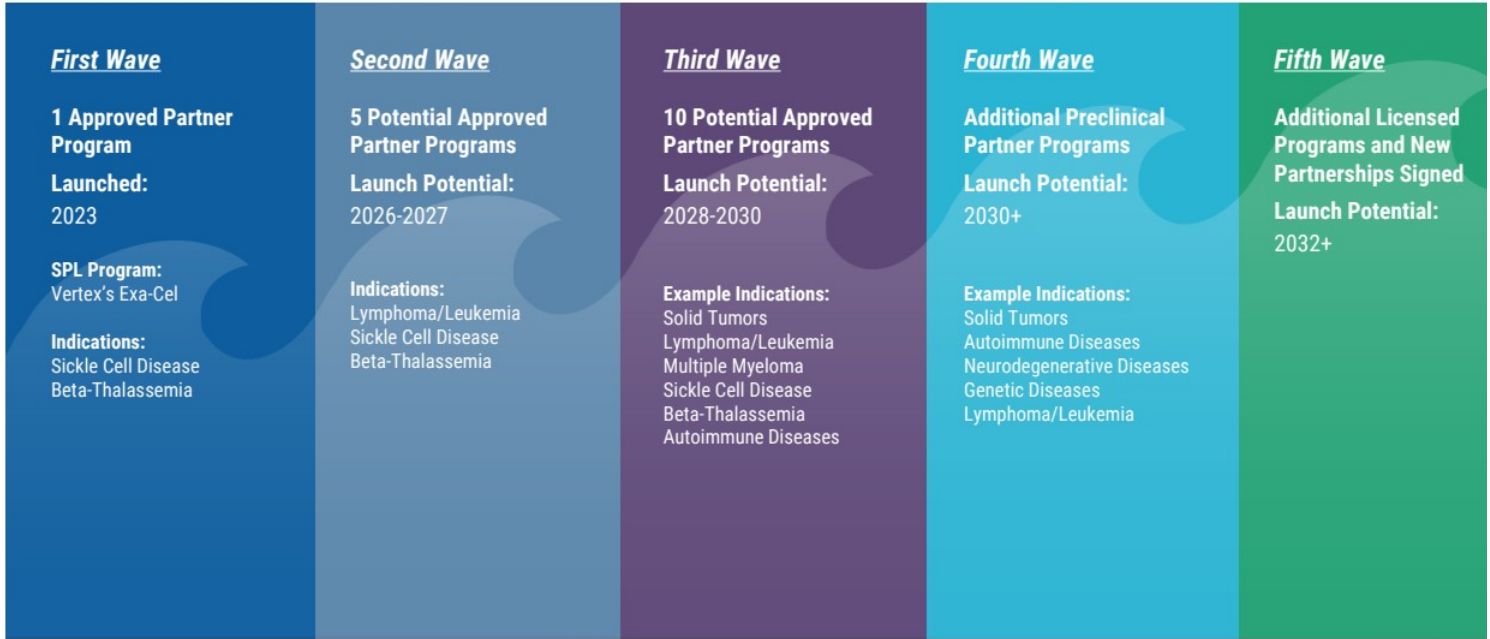 First Wave
1 Approved Partner
Program
Launched:
2023
SPL Program:
Vertex's Exa-Cel
Indications:
Sickle Cell Disease
Beta-Thalassemia
Second Wave
5 Potential Approved
Partner Programs
Launch Potential:
2026-2027
Indications:
Lymphoma/Leukemia
Sickle Cell Disease
Beta-Thalassemia
Third Wave
10 Potential Approved
Partner Programs
Launch Potential:
2028-2030
Example Indications:
Solid Tumors
Lymphoma/Leukemia
Multiple Myeloma
Sickle Cell Disease
Beta-Thalassemia
Autoimmune Diseases
Fourth Wave
Additional Preclinical
Partner Programs
Launch Potential:
2030+
Example Indications:
Solid Tumors
Autoimmune Diseases
Neurodegenerative Diseases
Genetic Diseases
Lymphoma/Leukemia
Fifth Wave
Additional Licensed
Programs and New
Partnerships Signed
Launch Potential:
2032+